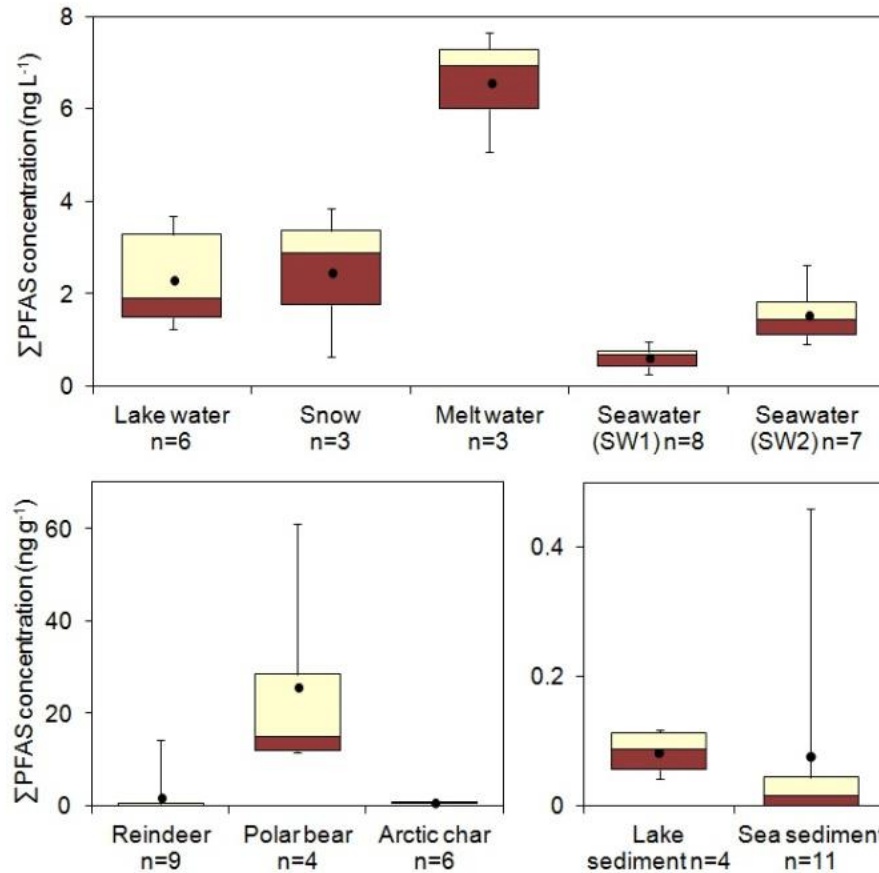 ∑PFAS concentration (ng L-1)
8
6
4
2
0
Lake water
n=6
Snow
n=3
Melt water
n=3
Seawater
(SW1) n=8
Seawater
(SW2) n=7
∑PFAS concentration (ng g-1)
60
40
20
0
Reindeer
n=9
Polar bear
n=4
Arctic char
n=6
0.4
0.2
0
Lake
sediment n=4
Sea sediment
n=11